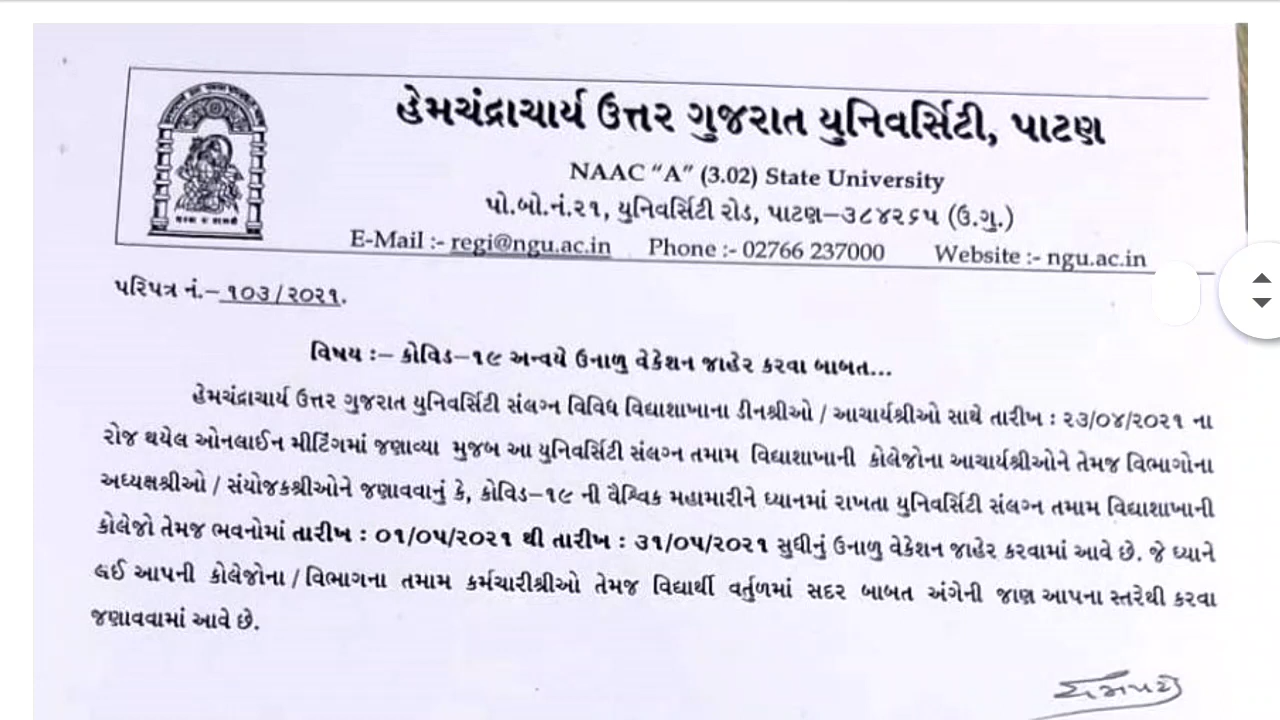 હેમચંદ્રાચાર્ય ઉત્તર ગુજરાત યુનિવર્સિટી, પાટણ
NAAC “A” (3.02) State University
પો.બો.નં.૨૧, યુનિવર્સિટી રોડ, પાટણ–૩૮૪૨૬૫ (ઉ.ગુ.)
E-Mail :- regi@ngu.ac.in Phone :- 02766 237000 Website :- ngu.ac.in
પરિપત્ર નં.–૧૦૩/૨૦૨૧.
વિષય :– કોવિડ–૧૯ અન્વયે ઉનાળુ વેકેશન જાહેર કરવા બાબત...
હેમચંદ્રાચાર્ય ઉત્તર ગુજરાત યુનિવર્સિટી સંલગ્ન વિવિધ વિદ્યાશાખાના ડીનશ્રીઓ / આચાર્યશ્રીઓ સાથે તારીખ : ૨૩/૦૪/૨૦૨૧ ના
રોજ થયેલ ઓનલાઈન મીટિંગમાં જણાવ્યા મુજબ આ યુનિવર્સિટી સંલગ્ન તમામ વિદ્યાશાખાની કોલેજોના આચાર્યશ્રીઓને તેમજ વિભાગોના
અધ્યક્ષશ્રીઓ / સંયોજકશ્રીઓને જણાવવાનું કે, કોવિડ–૧૯ ની વૈશ્વિક મહામારીને ધ્યાનમાં રાખતા યુનિવર્સિટી સંલગ્ન તમામ વિદ્યાશાખાની
કોલેજો તેમજ ભવનોમાં તારીખ : ૦૧/૦૫/૨૦૨૧ થી તારીખ : ૩૧/૦૫/૨૦૨૧ સુધીનું ઉનાળુ વેકેશન જાહેર કરવામાં આવે છે. જે ધ્યાને
લઈ આપની કોલેજોના / વિભાગના તમામ કર્મચારીશ્રીઓ તેમજ વિદ્યાર્થી વર્તુળમાં સદર બાબત અંગેની જાણ આપના સ્તરેથી કરવા
જણાવવામાં આવે છે.